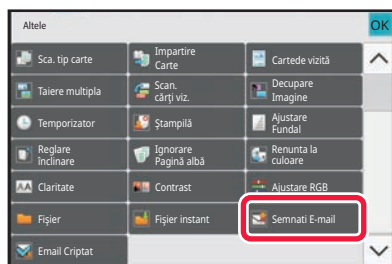 Altele
OK
Sca. tip carte
Impartire
Carte
Cartede vizită
Taiere multipla
Scan.
cărţi viz.
Decupare
Imagine
Temporizator
Ştampilă
Ajustare
Fundal
Reglare
înclinare
Ignorare
Pagină albă
Renunta la
culoare
Claritate
Contrast
Ajustare RGB
Fişier
Fişier instant
Semnati E-mail
Email Criptat